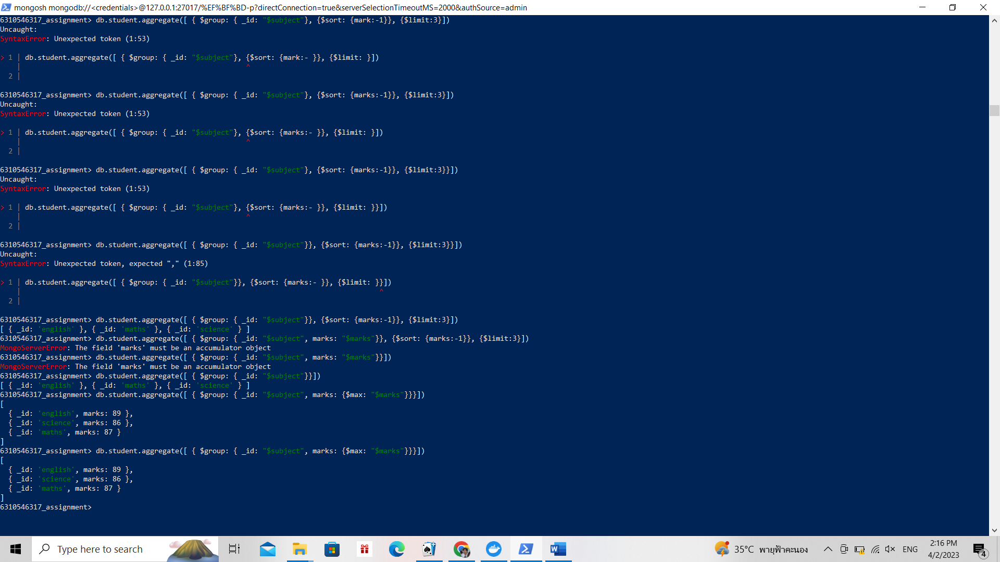 mongosh mongodb://<credentials>@127.0.0.1:27017/%EF%BF%BD-p?directConnection=true&serverSelectionTimeoutMS=2000&authSource=admin
6310546317_assignment> db.student.aggregate([ { $group: { _id: "$subject"}, {$sort: {mark:-1}}, {$limit:3}])
Uncaught:
SyntaxError: Unexpected token (1:53)
> 1 | db.student.aggregate([ { $group: { _id: "$subject"}, {$sort: {mark:- }}, {$limit: }])
|                                                      ^
2 |
6310546317_assignment> db.student.aggregate([ { $group: { _id: "$subject"}, {$sort: {marks:-1}}, {$limit:3}])
Uncaught:
SyntaxError: Unexpected token (1:53)
> 1 | db.student.aggregate([ { $group: { _id: "$subject"}, {$sort: {marks:- }}, {$limit: }])
|                                                      ^
2 |
6310546317_assignment> db.student.aggregate([ { $group: { _id: "$subject"}, {$sort: {marks:-1}}, {$limit:3}}])
Uncaught:
SyntaxError: Unexpected token (1:53)
> 1 | db.student.aggregate([ { $group: { _id: "$subject"}, {$sort: {marks:- }}, {$limit: }}])
|                                                      ^
2 |
6310546317_assignment> db.student.aggregate([ { $group: { _id: "$subject"}}, {$sort: {marks:-1}}, {$limit:3}}])
Uncaught:
SyntaxError: Unexpected token, expected "," (1:85)
> 1 | db.student.aggregate([ { $group: { _id: "$subject"}}, {$sort: {marks:- }}, {$limit: }}])
|                                                                                      ^
2 |
6310546317_assignment> db.student.aggregate([ { $group: { _id: "$subject"}}, {$sort: {marks:-1}}, {$limit:3}])
[ { _id: 'english' }, { _id: 'maths' }, { _id: 'science' } ]
6310546317_assignment> db.student.aggregate([ { $group: { _id: "$subject", marks: "$marks"}}, {$sort: {marks:-1}}, {$limit:3}])
MongoServerError: The field 'marks' must be an accumulator object
6310546317_assignment> db.student.aggregate([ { $group: { _id: "$subject", marks: "$marks"}}])
MongoServerError: The field 'marks' must be an accumulator object
6310546317_assignment> db.student.aggregate([ { $group: { _id: "$subject"}}])
[ { _id: 'english' }, { _id: 'maths' }, { _id: 'science' } ]
6310546317_assignment> db.student.aggregate([ { $group: { _id: "$subject", marks: {$max: "$marks"}}}])
[
{ _id: 'english', marks: 89 },
{ _id: 'science', marks: 86 },
{ _id: 'maths', marks: 87 }
]
6310546317_assignment> db.student.aggregate([ { $group: { _id: "$subject", marks: {$max: "$marks"}}}])
[
{ _id: 'english', marks: 89 },
{ _id: 'science', marks: 86 },
{ _id: 'maths', marks: 87 }
]
6310546317_assignment>
Type here to search
35°C พายุฟ้าคะนอง
ENG
2:16 PM
4/2/2023
4